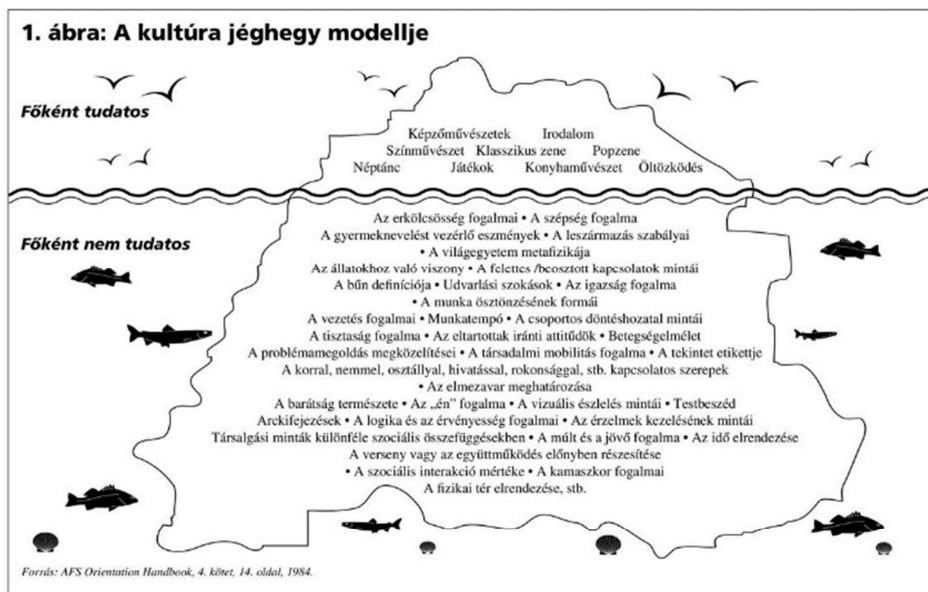 1. ábra: A kultúra jéghegy modellje
Főként tudatos
Képzőművészetek Irodalom
Színművészet Klasszikus zene Popzene
Néptánc Játékok Konyhaművészet Öltözködés
Főként nem tudatos
Az erkölcsösség fogalmai • A szépség fogalma
A gyermeknevelést vezérlő eszmények • A leszármazás szabályai
• A világegyetem metafizikája
Az állatokhoz való viszony • A felettes /beosztott kapcsolatok mintái
A bűn definíciója • Udvarlási szokások • Az igazság fogalma
• A munka ösztönzésének formái
A vezetés fogalmai • Munkatempó • A csoportos döntéshozatal mintái
A tisztaság fogalma • Az eltartottak iránti attitűdök • Betegségelmélet
A problémamegoldás megközelítései • A társadalmi mobilitás fogalma • A tekintet etikettje
A korral, nemmel, osztállyal, hivatással, rokonsággal, stb. kapcsolatos szerepek
• Az elmezavar meghatározása
A barátság természete • Az „én” fogalma • A vizuális észlelés mintái • Testbeszéd
Arckifejezések • A logika és az érvényesség fogalmai • Az érzelmek kezelésének mintái
Társalgási minták különféle szociális összefüggésekben • A múlt és a jövő fogalma • Az idő elrendezése
A verseny vagy az együttműködés előnyben részesítése
• A szociális interakció mértéke • A kamaszkor fogalmai
A fizikai tér elrendezése, stb.
Forrás: AFS Orientation Handbook, 4. kötet, 14. oldal, 1984.